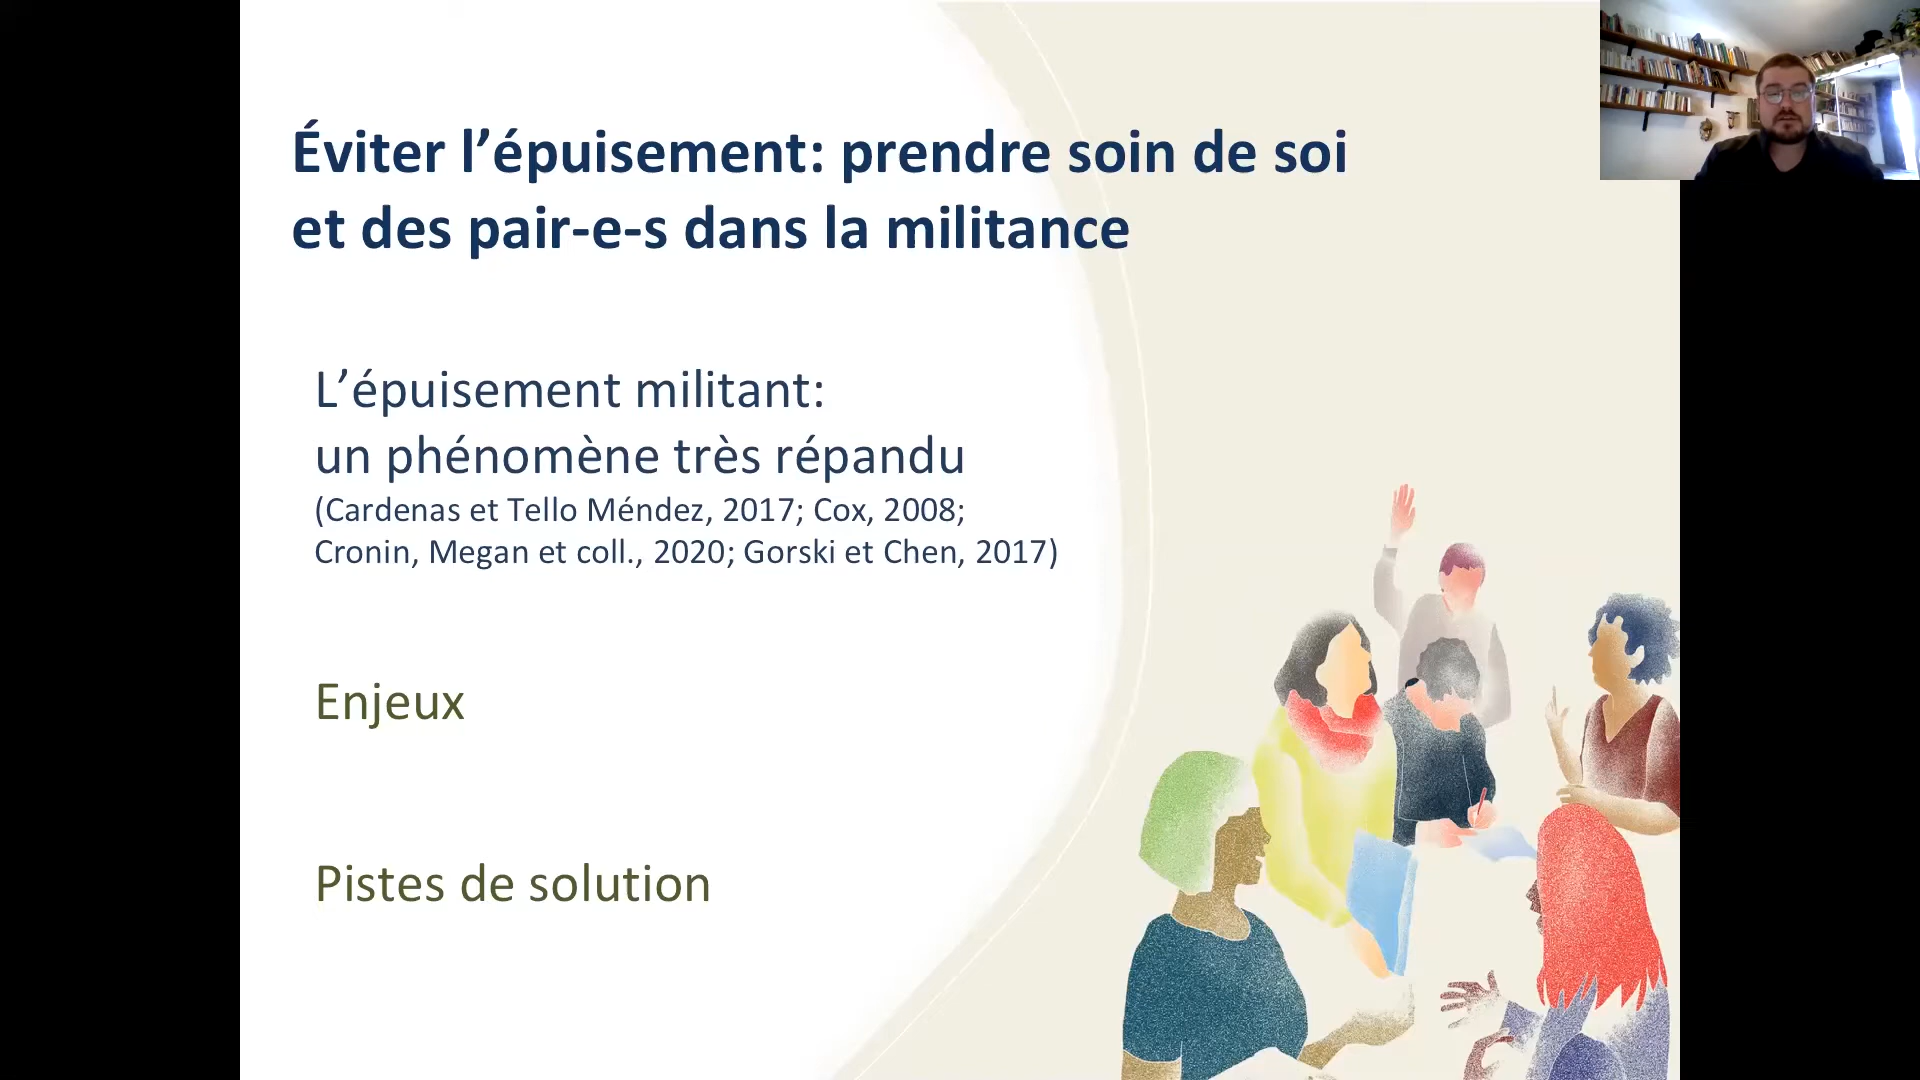 Éviter l’épuisement: prendre soin de soi
et des pair-e-s dans la militance
L’épuisement militant:
un phénomène très répandu
(Cardenas et Tello Méndez, 2017; Cox, 2008;
Cronin, Megan et coll., 2020; Gorski et Chen, 2017)
Enjeux
Pistes de solution